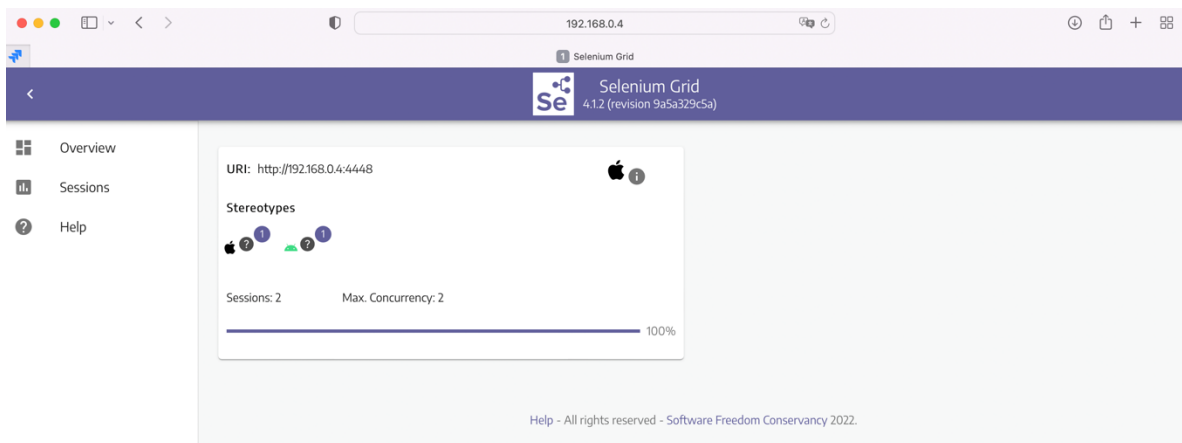 192.168.0.4
1 Selenium Grid
Se
Selenium Grid
4.1.2 (revision 9a5a329c5a)
Overview
Sessions
Help
URI: http://192.168.0.4:4448
Stereotypes
? 1 ? 1
Sessions: 2 Max. Concurrency: 2
100%
Help - All rights reserved - Software Freedom Conservancy 2022.